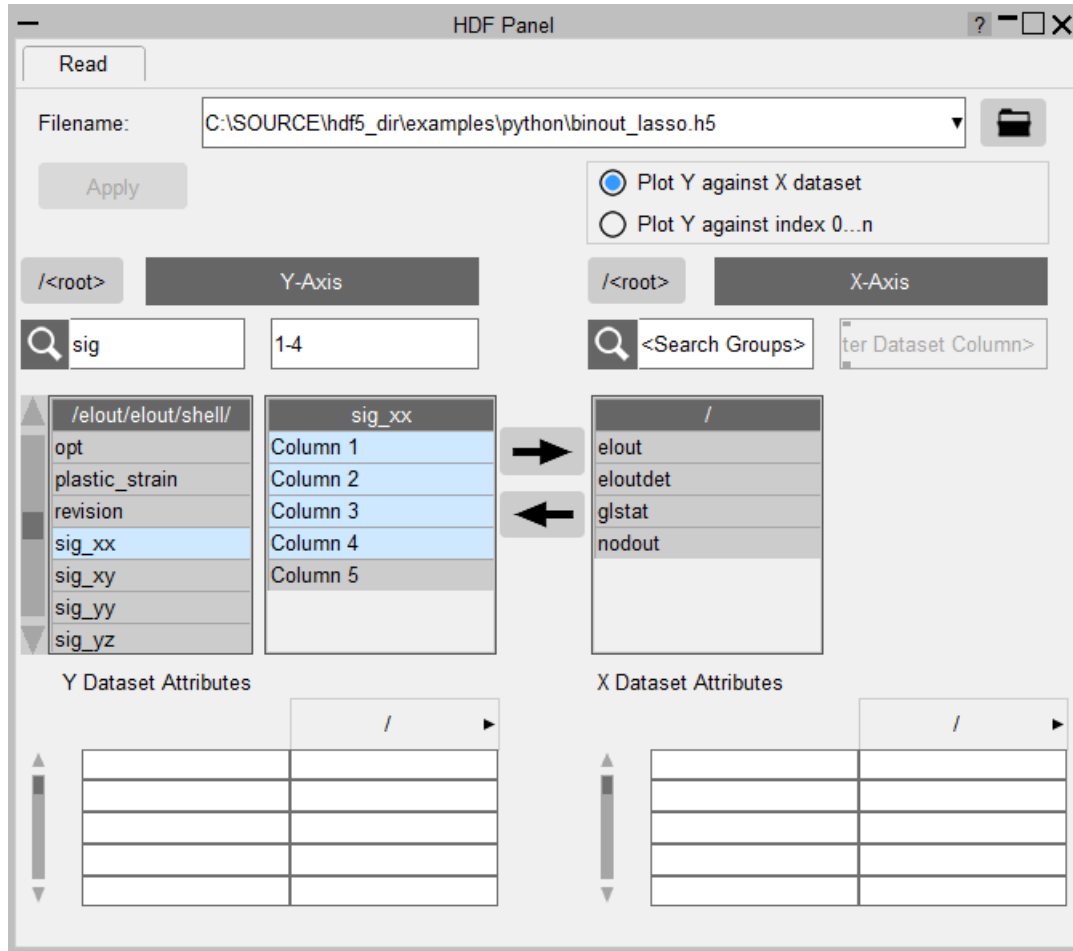 HDF Panel
?
Read
Filename:
C:\SOURCE\hdf5_dir\examples\python\binout_lasso.h5
Apply
Plot Y against X dataset
Plot Y against index 0...n
/<root>
Y-Axis
/<root>
X-Axis
sig
1-4
<Search Groups>
ter Dataset Column>
/elout/elout/shell/
opt
plastic_strain
revision
sig_xx
sig_xy
sig_yy
sig_yz
sig_xx
Column 1
Column 2
Column 3
Column 4
Column 5
/
elout
eloutdet
glstat
nodout
Y Dataset Attributes
/
X Dataset Attributes
/